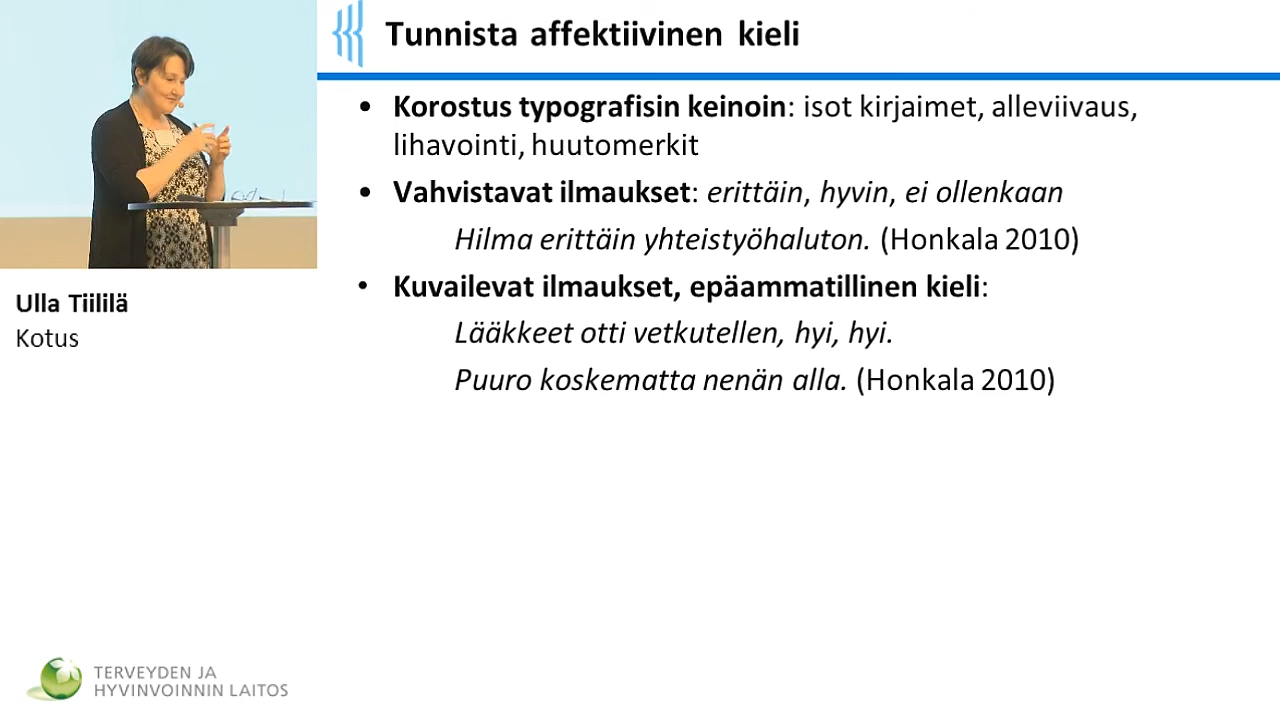 Tunnista affektiivinen kieli
• Korostus typografisin keinoin: isot kirjaimet, alleviivaus,
lihavointi, huutomerkit
• Vahvistavat ilmaukset: erittäin, hyvin, ei ollenkaan
Hilma erittäin yhteistyöhaluton. (Honkala 2010)
• Kuvailevat ilmaukset, epäammatillinen kieli:
Lääkkeet otti vetkutellen, hyi, hyi.
Puuro koskematta nenän alla. (Honkala 2010)
Ulla Tiililä
Kotus
TERVEYDEN JA
HYVINVOINNIN LAITOS